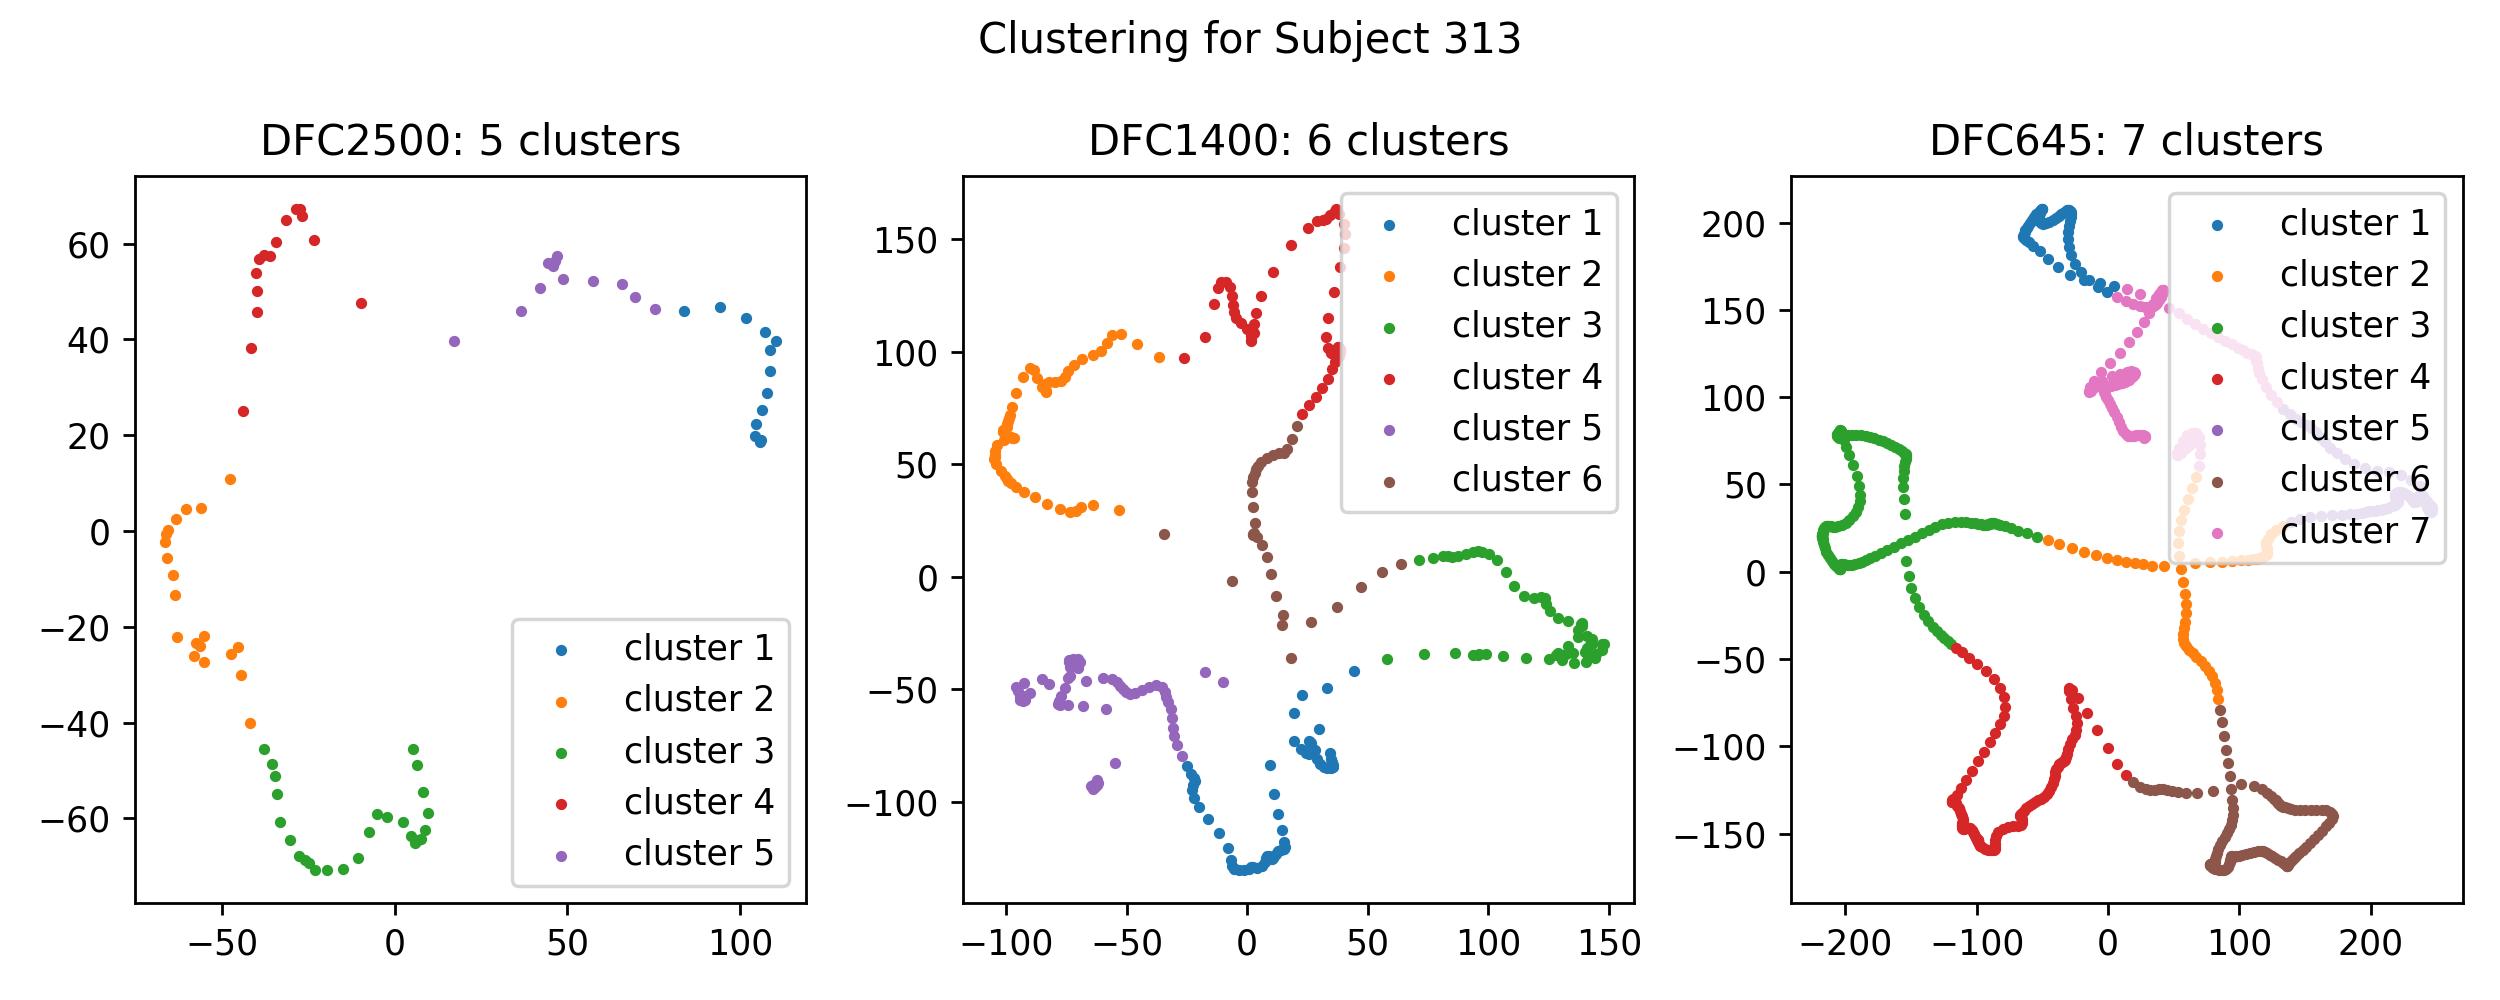 Clustering for Subject 313
DFC2500: 5 clusters
60
40
20
0
−20
−40
−60
−50
0
50
100
cluster 1
cluster 2
cluster 3
cluster 4
cluster 5
DFC1400: 6 clusters
150
100
50
0
−50
−100
−100
−50
0
50
100
150
cluster 1
cluster 2
cluster 3
cluster 4
cluster 5
cluster 6
DFC645: 7 clusters
200
150
100
50
0
−50
−100
−150
−200
−100
0
100
200
cluster 1
cluster 2
cluster 3
cluster 4
cluster 5
cluster 6
cluster 7